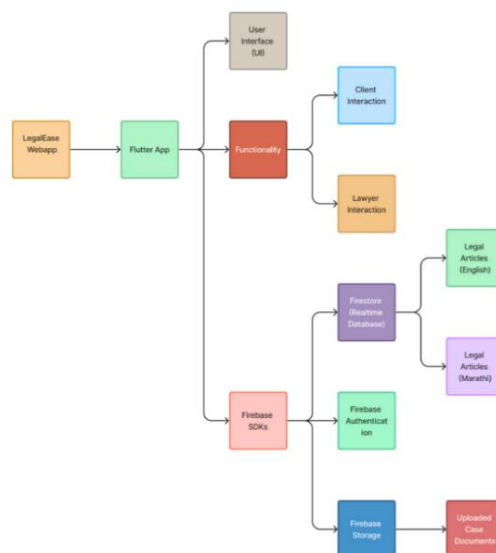 User
Interface
(UI)
Client
Interaction
LegalEase
Webapp
Flutter App
Functionality
Lawyer
Interaction
Legal
Articles
(English)
Firestore
(Realtime
Database)
Legal
Articles
(Marathi)
Firebase
SDKs
Firebase
Authenticat
ion
Firebase
Storage
Uploaded
Case
Documents